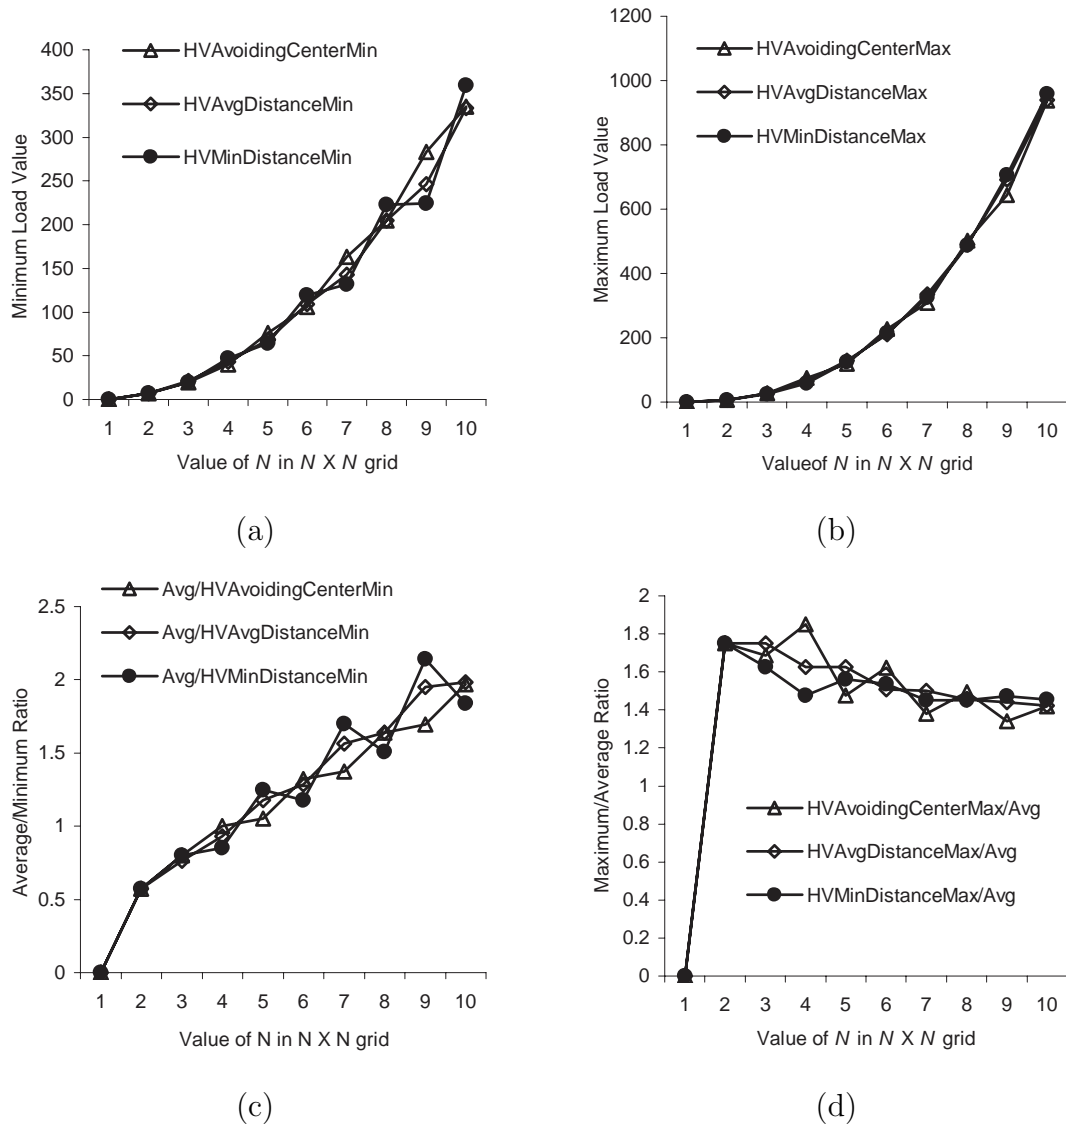 HVAvoidingCenterMin
HVAvgDistanceMin
HVMinDistanceMin
400
350
300
250
200
150
100
50
0
Minimum Load Value
1 2 3 4 5 6 7 8 9 10
Value of N in N X N grid
(a)
HVAvoidingCenterMax
HVAvgDistanceMax
HVMinDistanceMax
1200
1000
800
600
400
200
0
Maximum Load Value
1 2 3 4 5 6 7 8 9 10
Valueof N in N X N grid
(b)
Avg/HVAvoidingCenterMin
Avg/HVAvgDistanceMin
Avg/HVMinDistanceMin
2.5
2
1.5
1
0.5
0
Average/Minimum Ratio
1 2 3 4 5 6 7 8 9 10
Value of N in N X N grid
(c)
2
1.8
1.6
1.4
1.2
1
0.8
0.6
0.4
0.2
0
Maximum/Average Ratio
HVAvoidingCenterMax/Avg
HVAvgDistanceMax/Avg
HVMinDistanceMax/Avg
1 2 3 4 5 6 7 8 9 10
Value of N in N X N grid
(d)